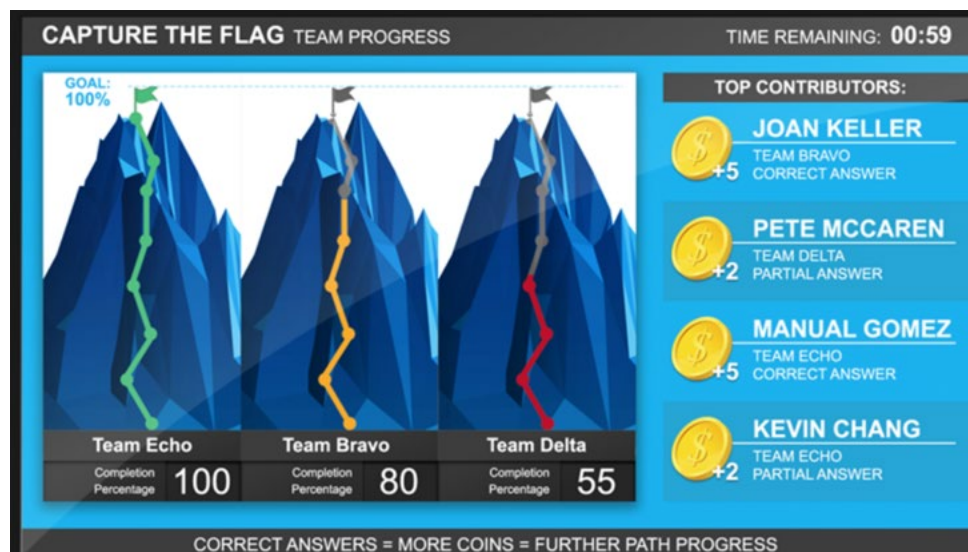 CAPTURE THE FLAG TEAM PROGRESS
TIME REMAINING: 00:59
GOAL:
100%
Team Echo
Completion
Percentage
100
Team Bravo
Completion
Percentage
80
Team Delta
Completion
Percentage
55
TOP CONTRIBUTORS:
$
+5
JOAN KELLER
TEAM BRAVO
CORRECT ANSWER
$
+2
PETE MCCAREN
TEAM DELTA
PARTIAL ANSWER
$
+5
MANUAL GOMEZ
TEAM ECHO
CORRECT ANSWER
$
+2
KEVIN CHANG
TEAM ECHO
PARTIAL ANSWER
CORRECT ANSWERS = MORE COINS = FURTHER PATH PROGRESS